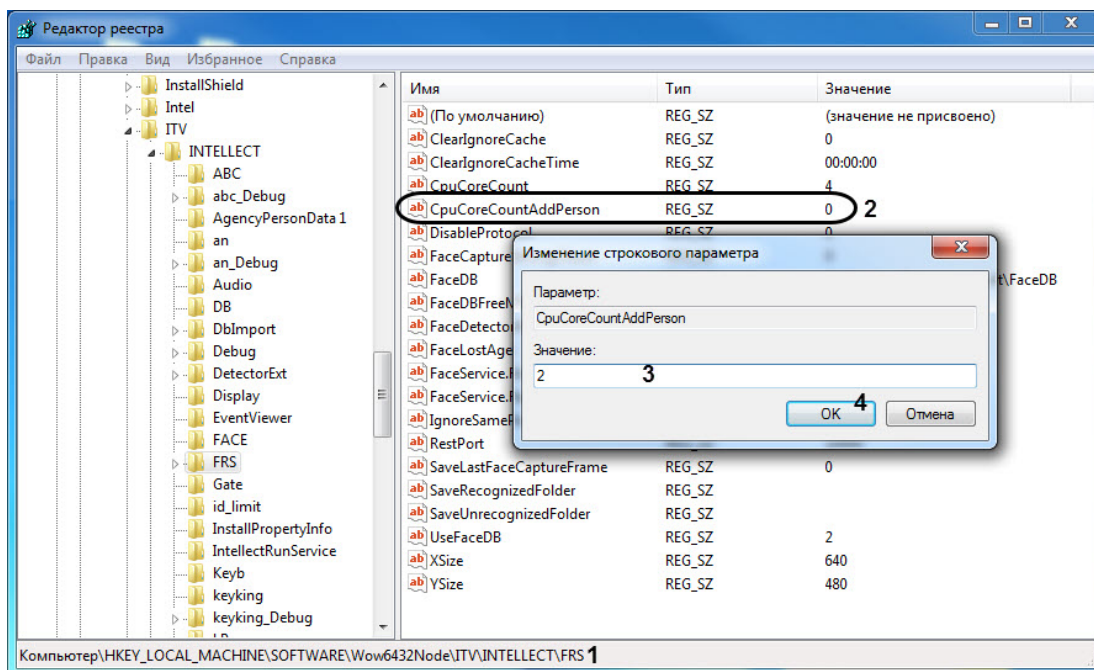 Редактор реестра
Файл Правка Вид Избранное Справка
InstallShield
Intel
ITV
INTELLECT
ABC
abc_Debug
AgencyPersonData 1
an
an_Debug
Audio
DB
DbImport
Debug
DetectorExt
Display
EventViewer
FACE
FRS
Gate
id_limit
InstallPropertyInfo
IntellectRunService
Keyb
keyking
keyking_Debug
Имя Тип Значение
(По умолчанию) REG_SZ (значение не присвоено)
ClearIgnoreCache REG_SZ 0
ClearIgnoreCacheTime REG_SZ 00:00:00
CpuCoreCount REG_SZ 4
CpuCoreCountAddPerson REG_SZ 0 2
DisableProtocol REG_SZ 0
FaceCapture
FaceDB t\FaceDB
FaceDBFree
FaceDetector
FaceLostAge
FaceService.
FaceService.
IgnoreSame
RestPort
SaveLastFaceCaptureFrame REG_SZ 0
SaveRecognizedFolder REG_SZ
SaveUnrecognizedFolder REG_SZ
UseFaceDB REG_SZ 2
XSize REG_SZ 640
YSize REG_SZ 480
Изменение строкового параметра
Параметр:
CpuCoreCountAddPerson
Значение:
2 3
OK 4 Отмена
Компьютер\HKEY_LOCAL_MACHINE\SOFTWARE\Wow6432Node\ITV\INTELLECT\FRS 1